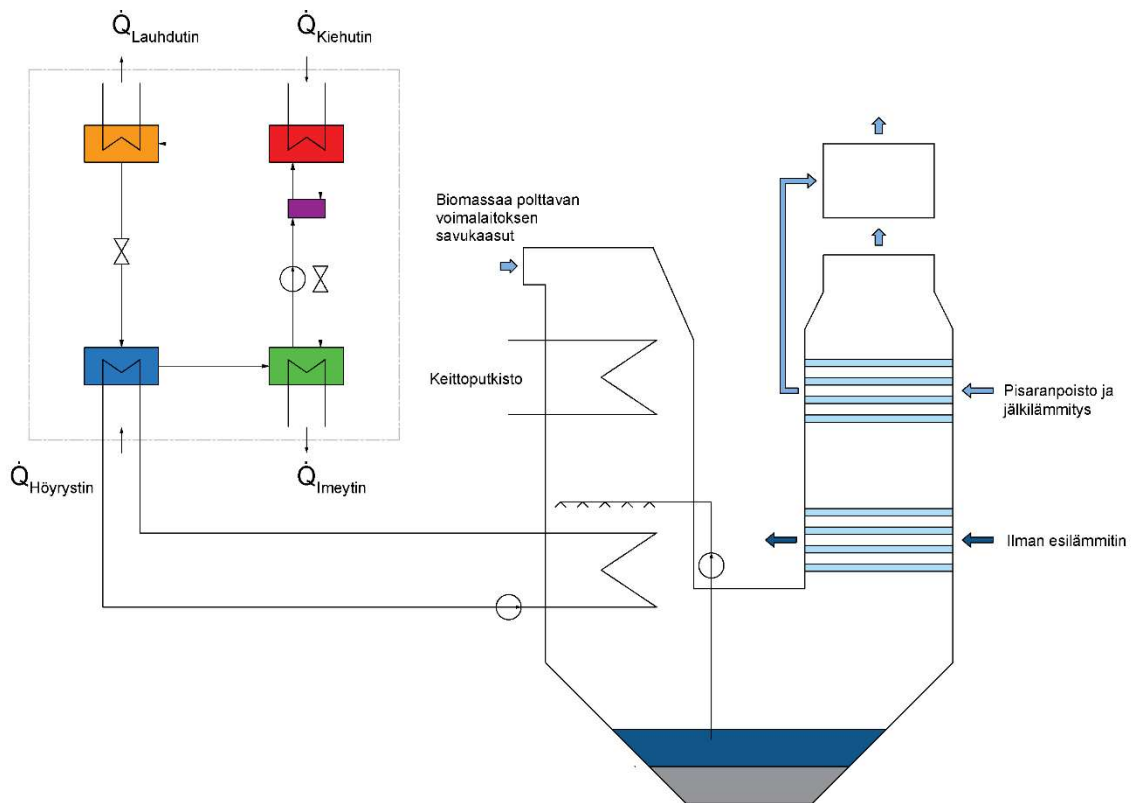 Q̇Lauhdutin
Q̇Kiehutin
Biomassaa polttavan
voimalaitoksen
savukaasut
Keittoputkisto
Pisaranpoisto ja
jälkilämmitys
Q̇Höyrystin
Q̇Imeytin
Ilman esilämmitin